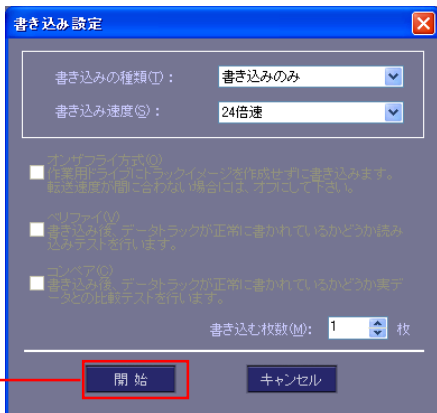 書き込み設定
書き込みの種類(T)： 書き込みのみ
書き込み速度(S)： 24倍速
オンザフライ方式(O)
作業用ドライブにトラックイメージを作成せずに書き込みます。
転送速度が間に合わない場合には、オフにして下さい。
ベリファイ(V)
書き込み後、データトラックが正常に書かれているかどうか読み
込みテストを行います。
コンペア(C)
書き込み後、データトラックが正常に書かれているかどうか実デ
ータとの比較テストを行います。
書き込む枚数(M)： 1 枚
開 始 キャンセル